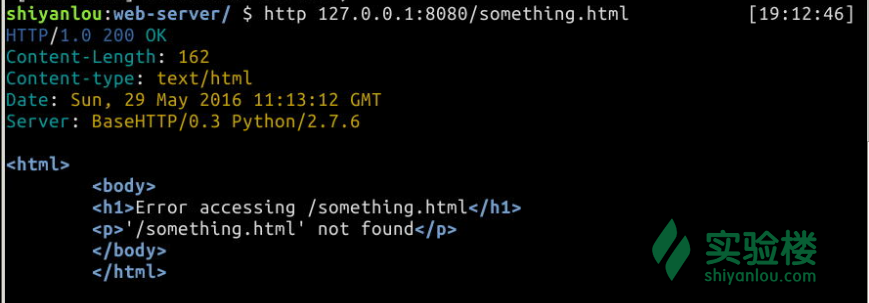 shiyanlou:web-server/ $ http 127.0.0.1:8080/something.html [19:12:46]
HTTP/1.0 200 OK
Content-Length: 162
Content-type: text/html
Date: Sun, 29 May 2016 11:13:12 GMT
Server: BaseHTTP/0.3 Python/2.7.6

<html>
        <body>
        <h1>Error accessing /something.html</h1>
        <p>'/something.html' not found</p>
        </body>
        </html>
实验楼
shiyanlou.com